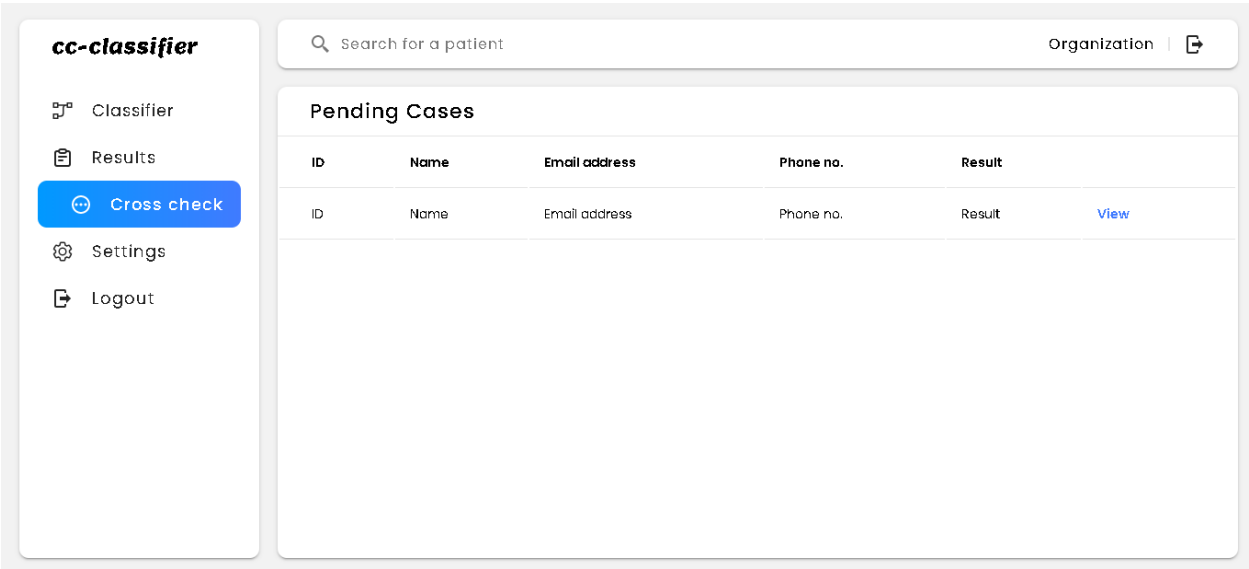 cc-classifier
Classifier
Results
Cross check
Settings
Logout
Search for a patient
Organization
Pending Cases
ID Name Email address Phone no. Result
ID Name Email address Phone no. Result View